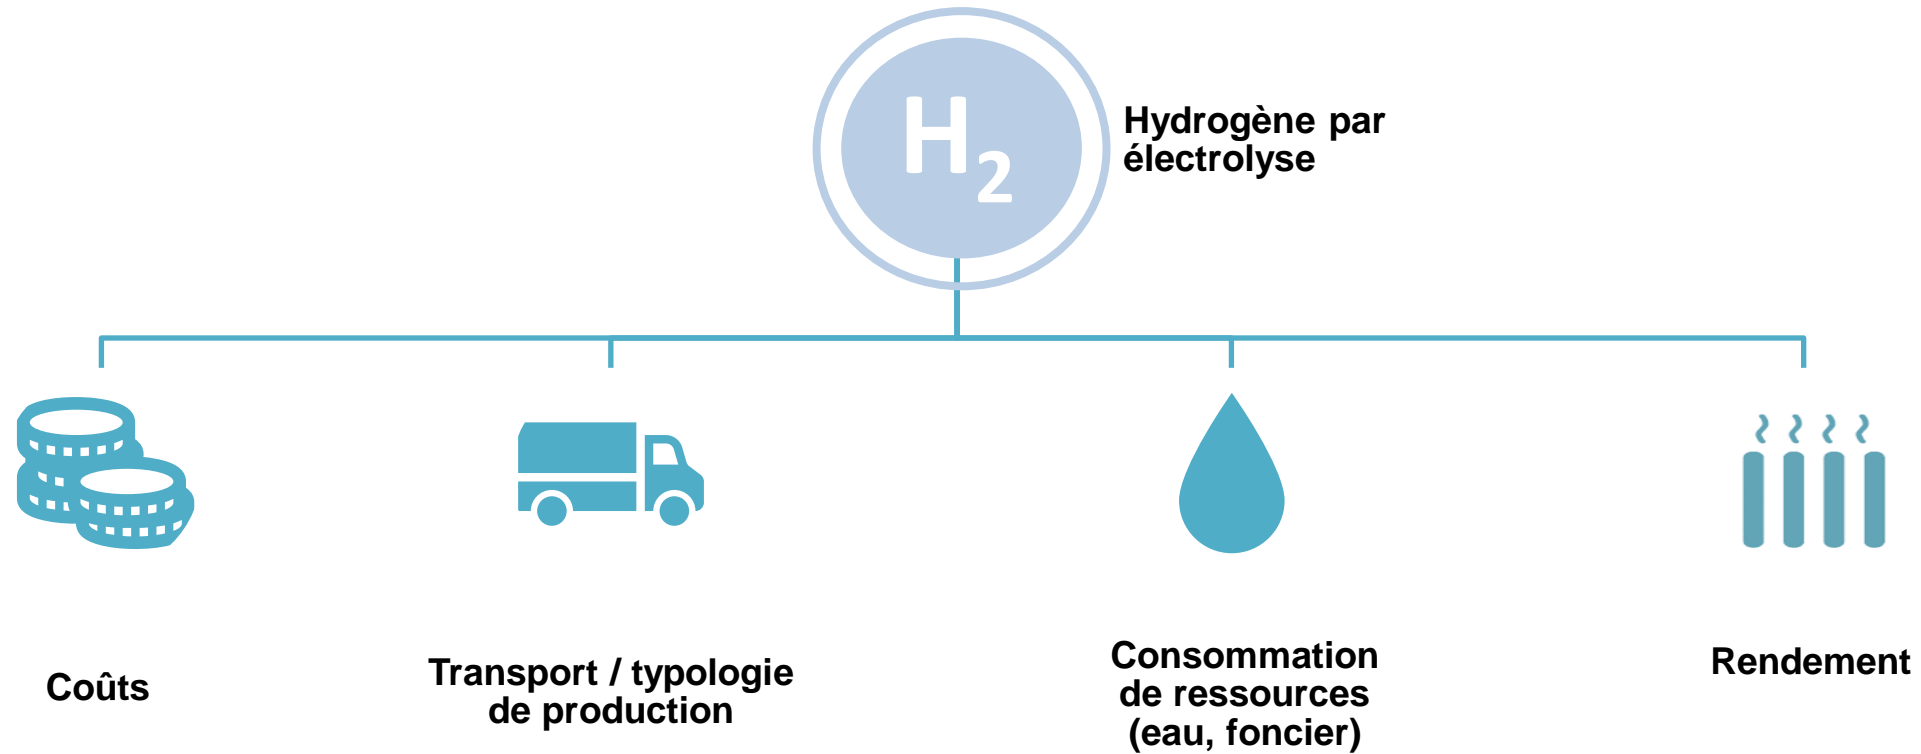 H2
Hydrogène par
électrolyse
Coûts
Transport / typologie
de production
Consommation
de ressources
(eau, foncier)
Rendement